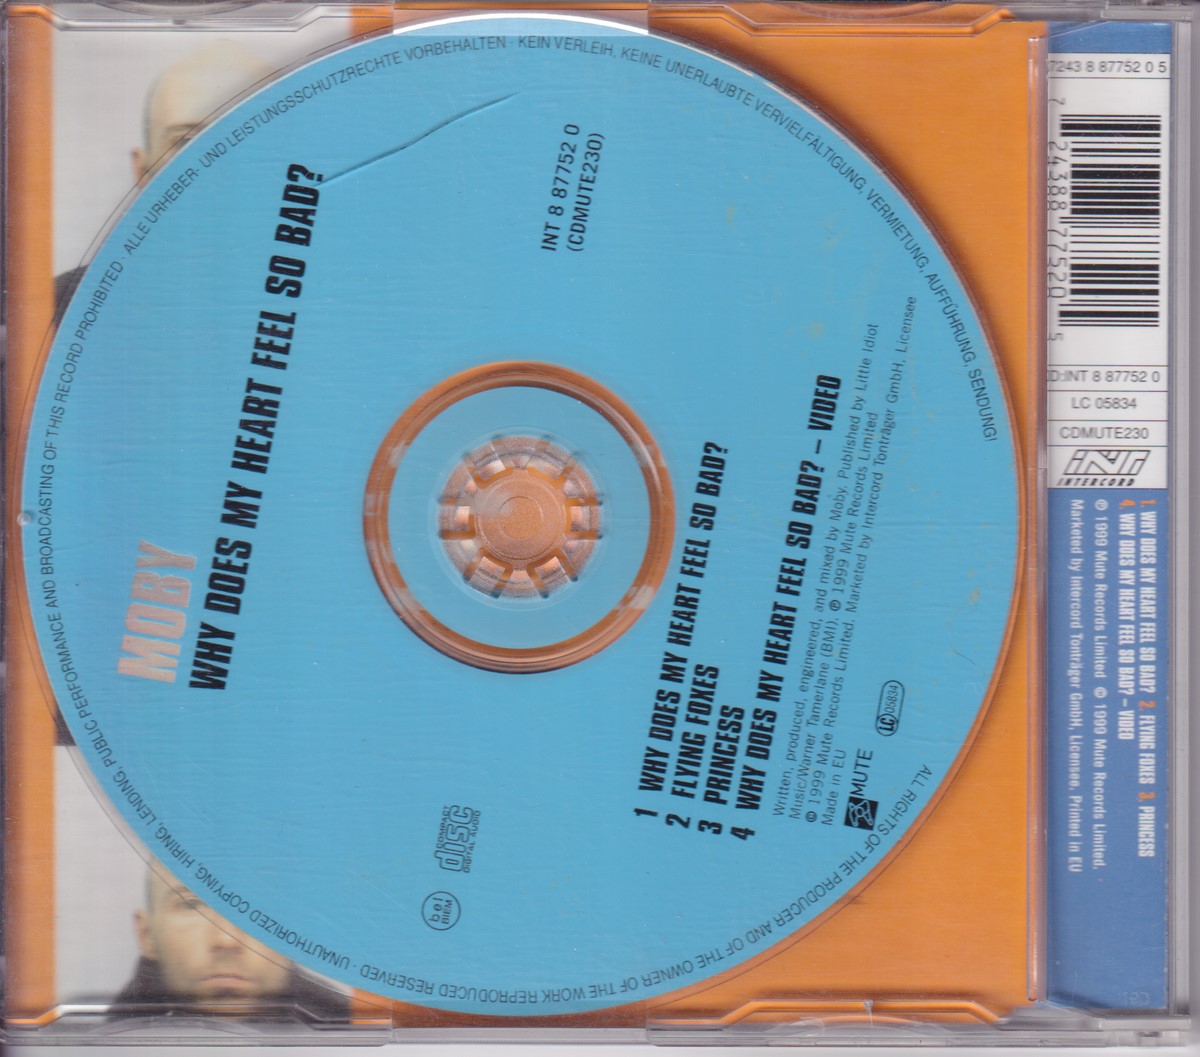 MOBY
WHY DOES MY HEART FEEL SO BAD?
INT 8 87752 0
(CDMUTE230)
bel
BIEM
COMPACT
disc
DIGITAL AUDIO
1 WHY DOES MY HEART FEEL SO BAD?
2 FLYING FOXES
3 PRINCESS
4 WHY DOES MY HEART FEEL SO BAD? – VIDEO
Written, produced, engineered, and mixed by Moby. Published by Little Idiot
Music/Warner Tamerlane (BMI). ℗ 1999 Mute Records Limited
© 1999 Mute Records Limited. Marketed by Intercord Tonträger GmbH, Licensee
Made in EU
MUTE
LC 05834
ALL RIGHTS OF THE PRODUCER AND OF THE OWNER OF THE WORK REPRODUCED RESERVED · UNAUTHORIZED COPYING, HIRING, LENDING, PUBLIC PERFORMANCE AND BROADCASTING OF THIS RECORD PROHIBITED · ALLE URHEBER- UND LEISTUNGSSCHUTZRECHTE VORBEHALTEN · KEIN VERLEIH, KEINE UNERLAUBTE VERVIELFÄLTIGUNG, VERMIETUNG, AUFFÜHRUNG, SENDUNG!
7243 8 87752 0 5
7 24388 77520 5
D:INT 8 87752 0
LC 05834
CDMUTE230
INT
INTERCORD
1. WHY DOES MY HEART FEEL SO BAD? 2. FLYING FOXES 3. PRINCESS
4. WHY DOES MY HEART FEEL SO BAD? – VIDEO
℗ 1999 Mute Records Limited © 1999 Mute Records Limited.
Marketed by Intercord Tonträger GmbH, Licensee. Printed in EU